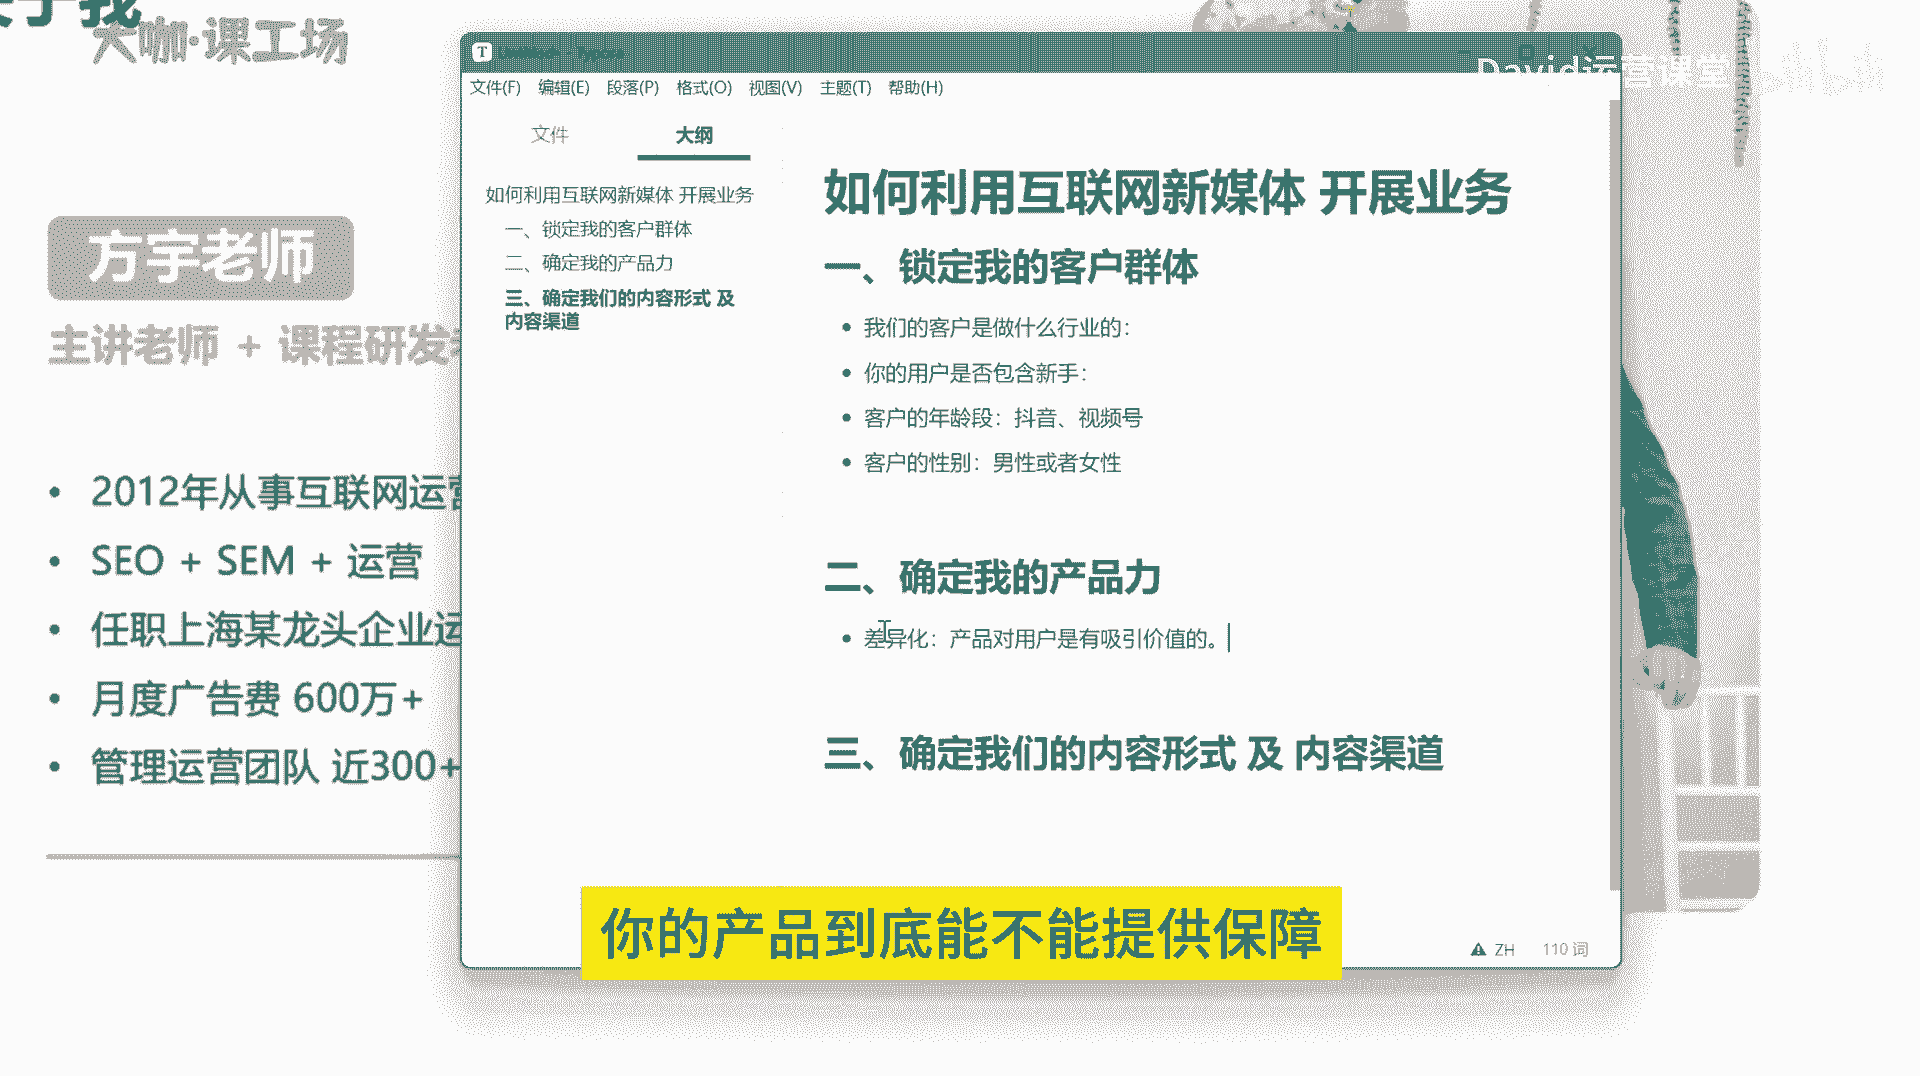 大咖·课工场
方宇老师
主讲老师 + 课程研发
2012年从事互联网运营
SEO + SEM + 运营
任职上海某龙头企业运
月度广告费 600万+
管理运营团队 近300+
David运营课堂
bilibili
T
文件(F) 编辑(E) 段落(P) 格式(O) 视图(V) 主题(T) 帮助(H)
文件 大纲
如何利用互联网新媒体 开展业务
一、锁定我的客户群体
二、确定我的产品力
三、确定我们的内容形式 及
内容渠道
如何利用互联网新媒体 开展业务
一、锁定我的客户群体
我们的客户是做什么行业的：
你的用户是否包含新手：
客户的年龄段：抖音、视频号
客户的性别：男性或者女性
二、确定我的产品力
差异化：产品对用户是有吸引价值的。
三、确定我们的内容形式 及 内容渠道
ZH 110 词
你的产品到底能不能提供保障